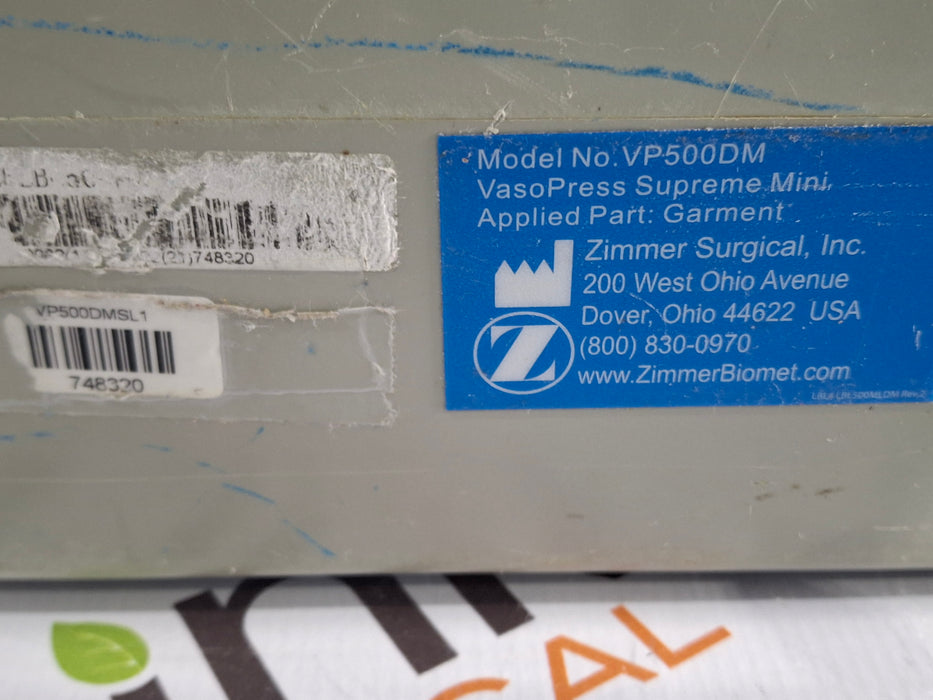 (21)748320
VP500DMSL1
748320
Model No. VP500DM
VasoPress Supreme Mini,
Applied Part: Garment
Zimmer Surgical, Inc.
200 West Ohio Avenue
Dover, Ohio 44622 USA
(800) 830-0970
www.ZimmerBiomet.com
Z